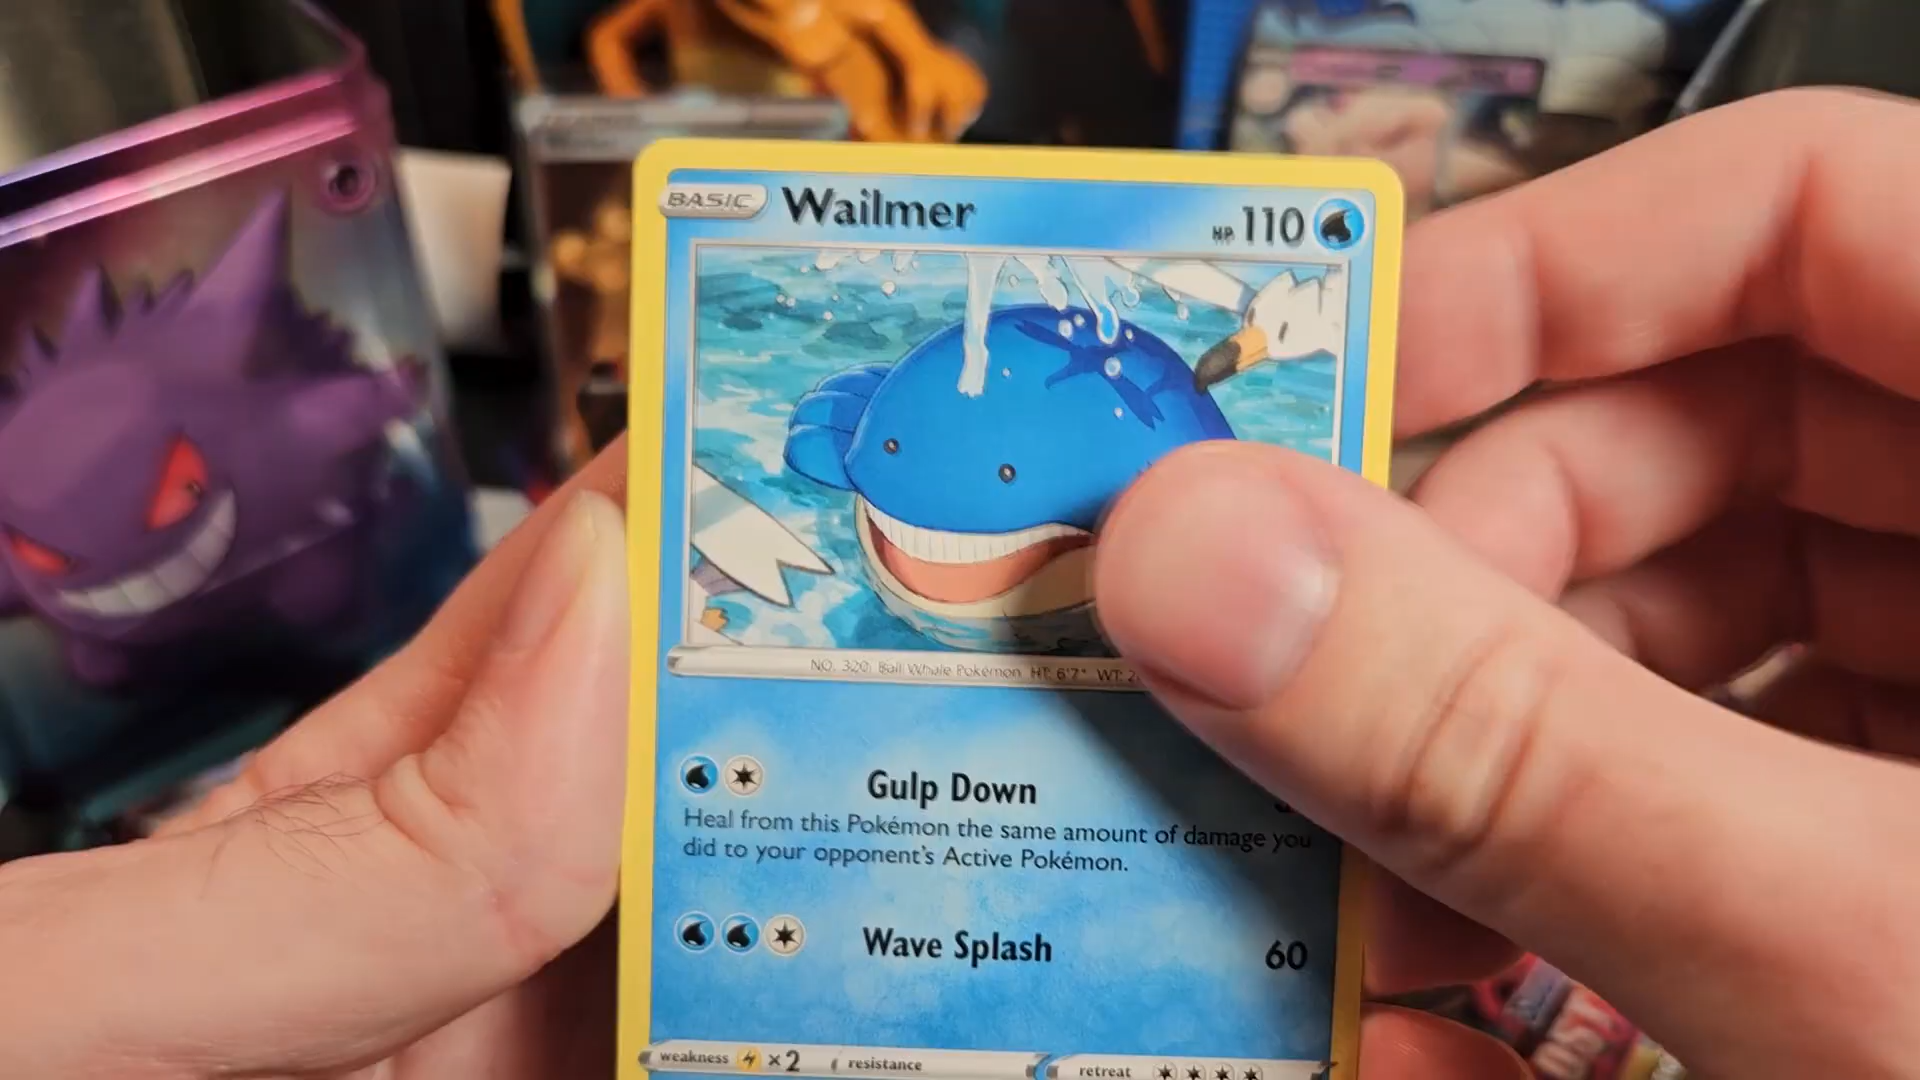 BASIC Wailmer HP 110
NO. 320 Ball Whale Pokémon HT: 6'7" WT:
Gulp Down
Heal from this Pokémon the same amount of damage you
did to your opponent's Active Pokémon.
Wave Splash 60
weakness ×2 resistance retreat